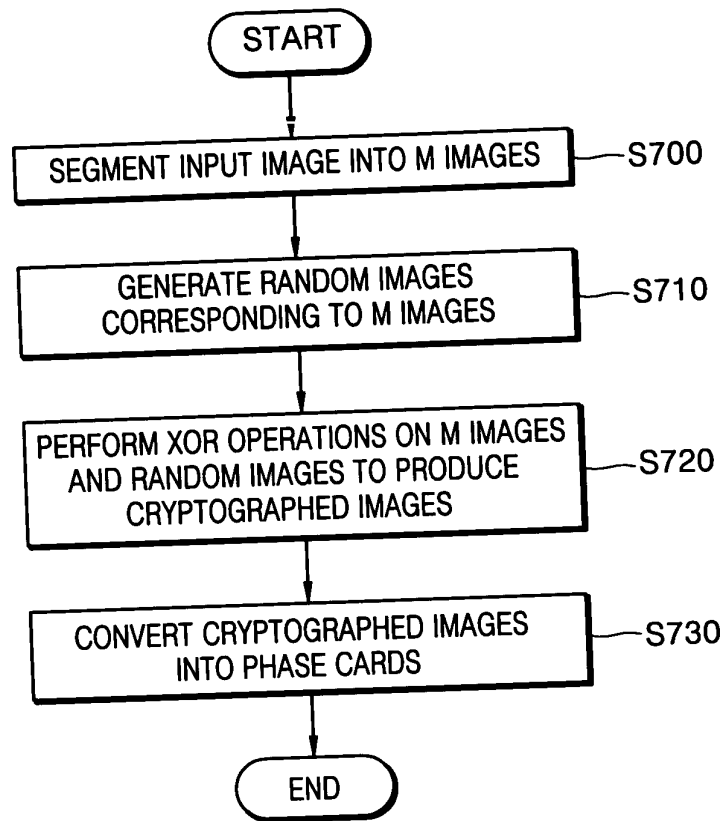 START
SEGMENT INPUT IMAGE INTO M IMAGES
S700
GENERATE RANDOM IMAGES
CORRESPONDING TO M IMAGES
S710
PERFORM XOR OPERATIONS ON M IMAGES
AND RANDOM IMAGES TO PRODUCE
CRYPTOGRAPHED IMAGES
S720
CONVERT CRYPTOGRAPHED IMAGES
INTO PHASE CARDS
S730
END